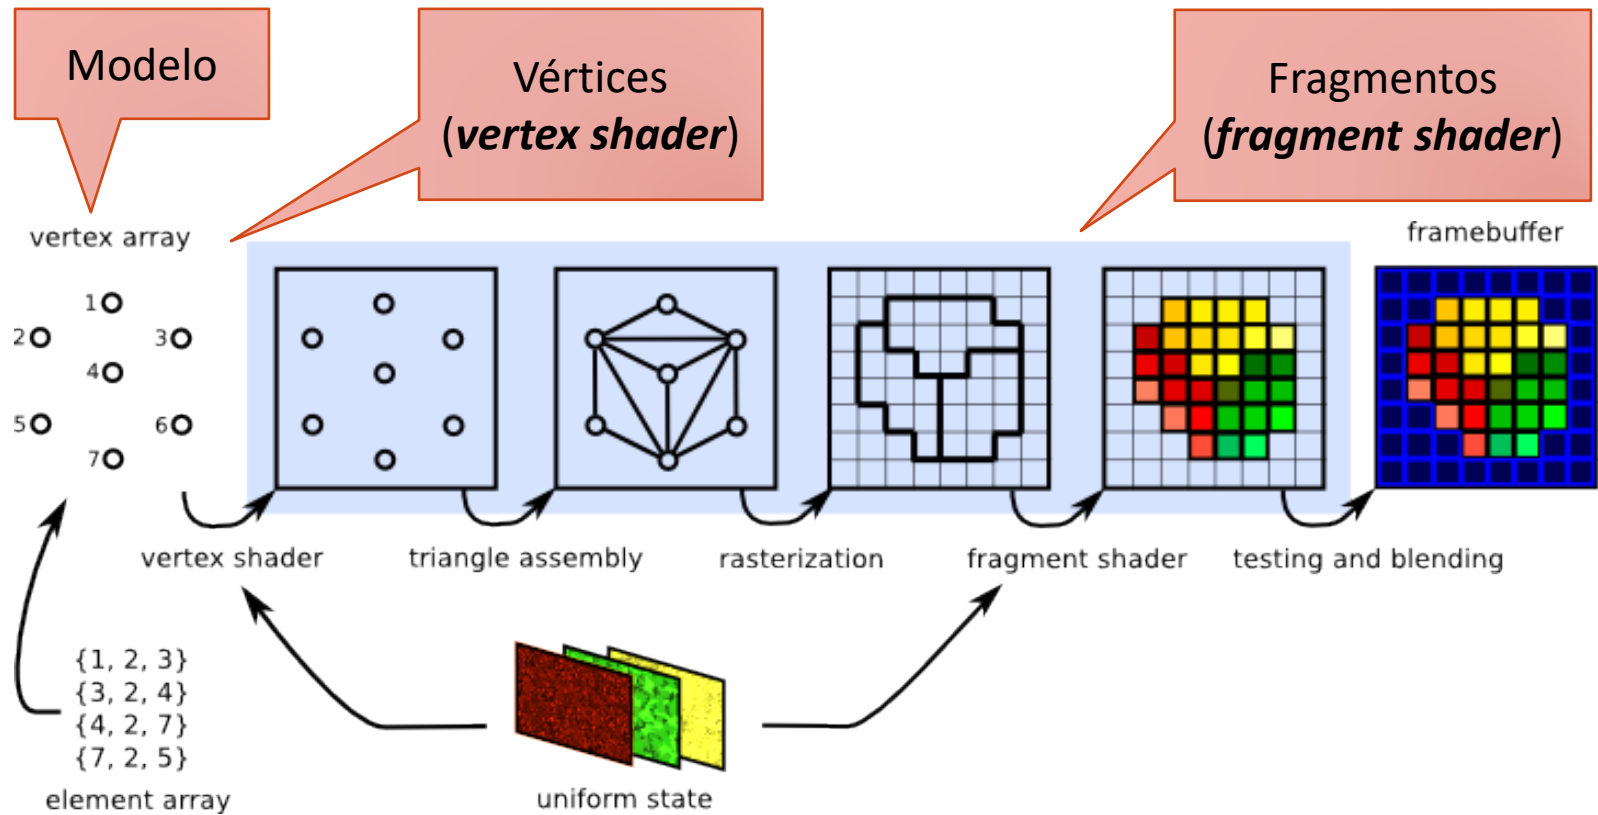 Modelo
Vértices
(vertex shader)
Fragmentos
(fragment shader)
vertex array
framebuffer
1
2
3
4
5
6
7
vertex shader
triangle assembly
rasterization
fragment shader
testing and blending
{1, 2, 3}
{3, 2, 4}
{4, 2, 7}
{7, 2, 5}
element array
uniform state